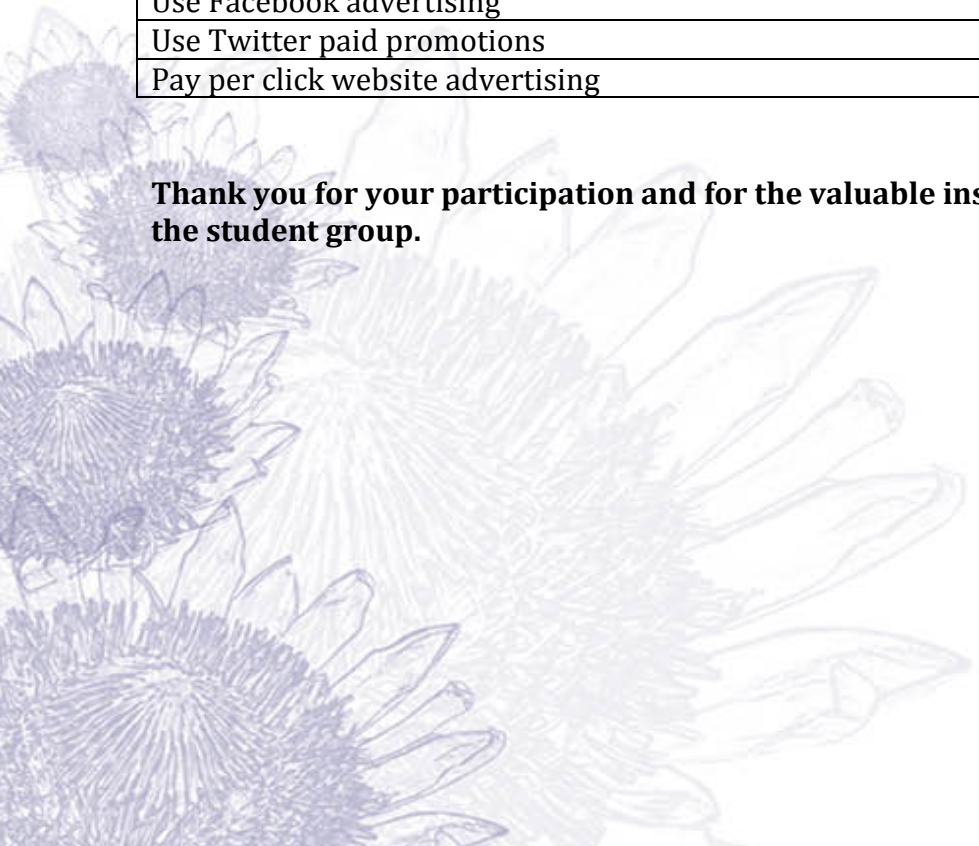 Use Facebook advertising
Use Twitter paid promotions
Pay per click website advertising
Thank you for your participation and for the valuable
the student group.